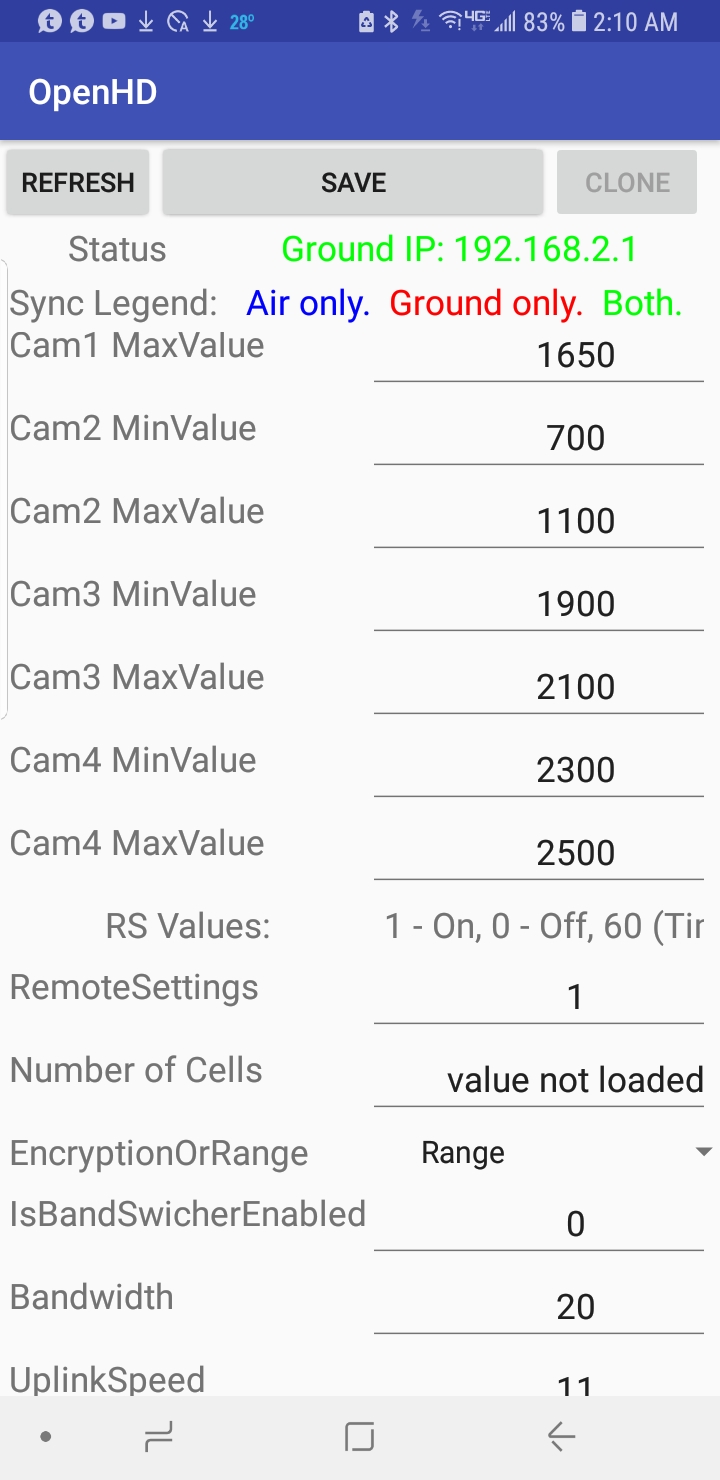 28° 4G 83% 2:10 AM
OpenHD
REFRESH SAVE CLONE
Status Ground IP: 192.168.2.1
Sync Legend: Air only. Ground only. Both.
Cam1 MaxValue 1650
Cam2 MinValue 700
Cam2 MaxValue 1100
Cam3 MinValue 1900
Cam3 MaxValue 2100
Cam4 MinValue 2300
Cam4 MaxValue 2500
RS Values: 1 - On, 0 - Off, 60 (Tir
RemoteSettings 1
Number of Cells value not loaded
EncryptionOrRange Range
IsBandSwicherEnabled 0
Bandwidth 20
UplinkSpeed 11